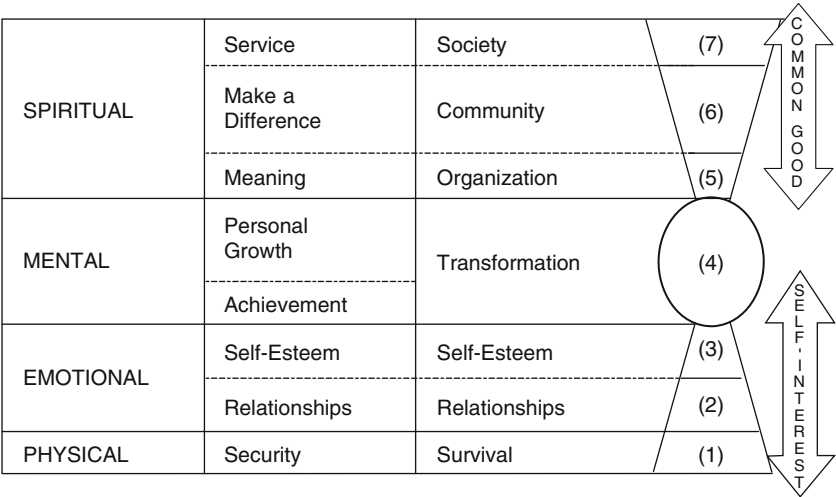 SPIRITUAL
Service
Society
(7)
Make a
Difference
Community
(6)
Meaning
Organization
(5)
MENTAL
Personal
Growth
Achievement
Transformation
(4)
EMOTIONAL
Self-Esteem
Self-Esteem
(3)
Relationships
Relationships
(2)
PHYSICAL
Security
Survival
(1)
COMMON GOOD
SELF-INTEREST